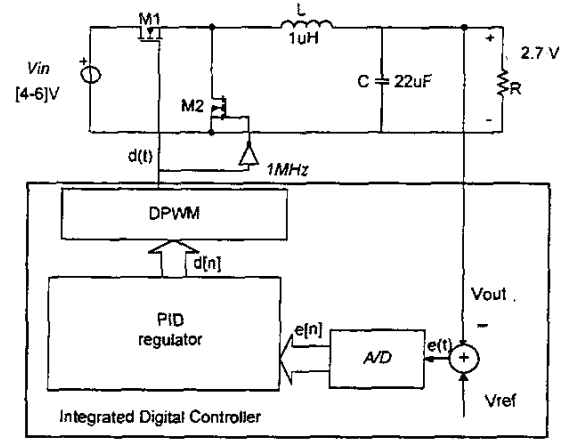 M1
L
1uH
Vin
[4-6]V
+
M2
C
22uF
+
2.7 V
R
-
d(t)
1MHz
DPWM
d[n]
PID
regulator
e[n]
A/D
e(t)
Vout
-
+
Vref
Integrated Digital Controller